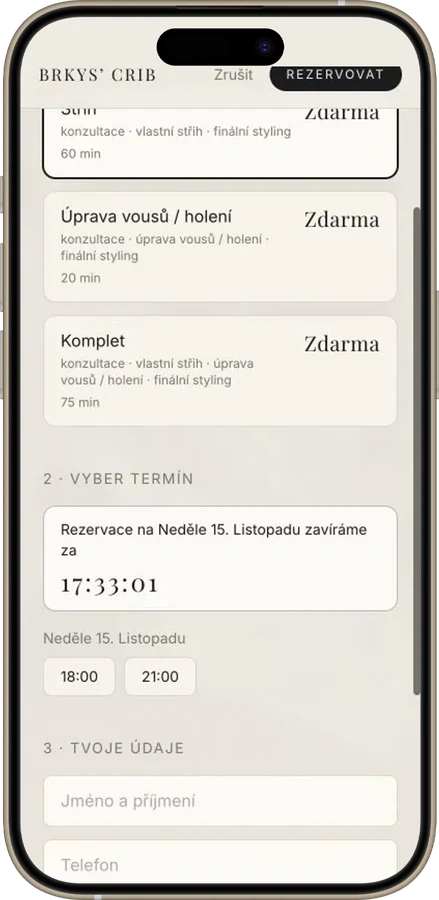 BRKYS’ CRIB
Zrušit
REZERVOVAT
Střih
Zdarma
konzultace · vlastní střih · finální styling
60 min
Úprava vousů / holení
Zdarma
konzultace · úprava vousů / holení ·
finální styling
20 min
Komplet
Zdarma
konzultace · vlastní střih · úprava
vousů / holení · finální styling
75 min
2 · VYBER TERMÍN
Rezervace na Neděle 15. Listopadu zavíráme
za
17:33:01
Neděle 15. Listopadu
18:00
21:00
3 · TVOJE ÚDAJE
Jméno a příjmení
Telefon